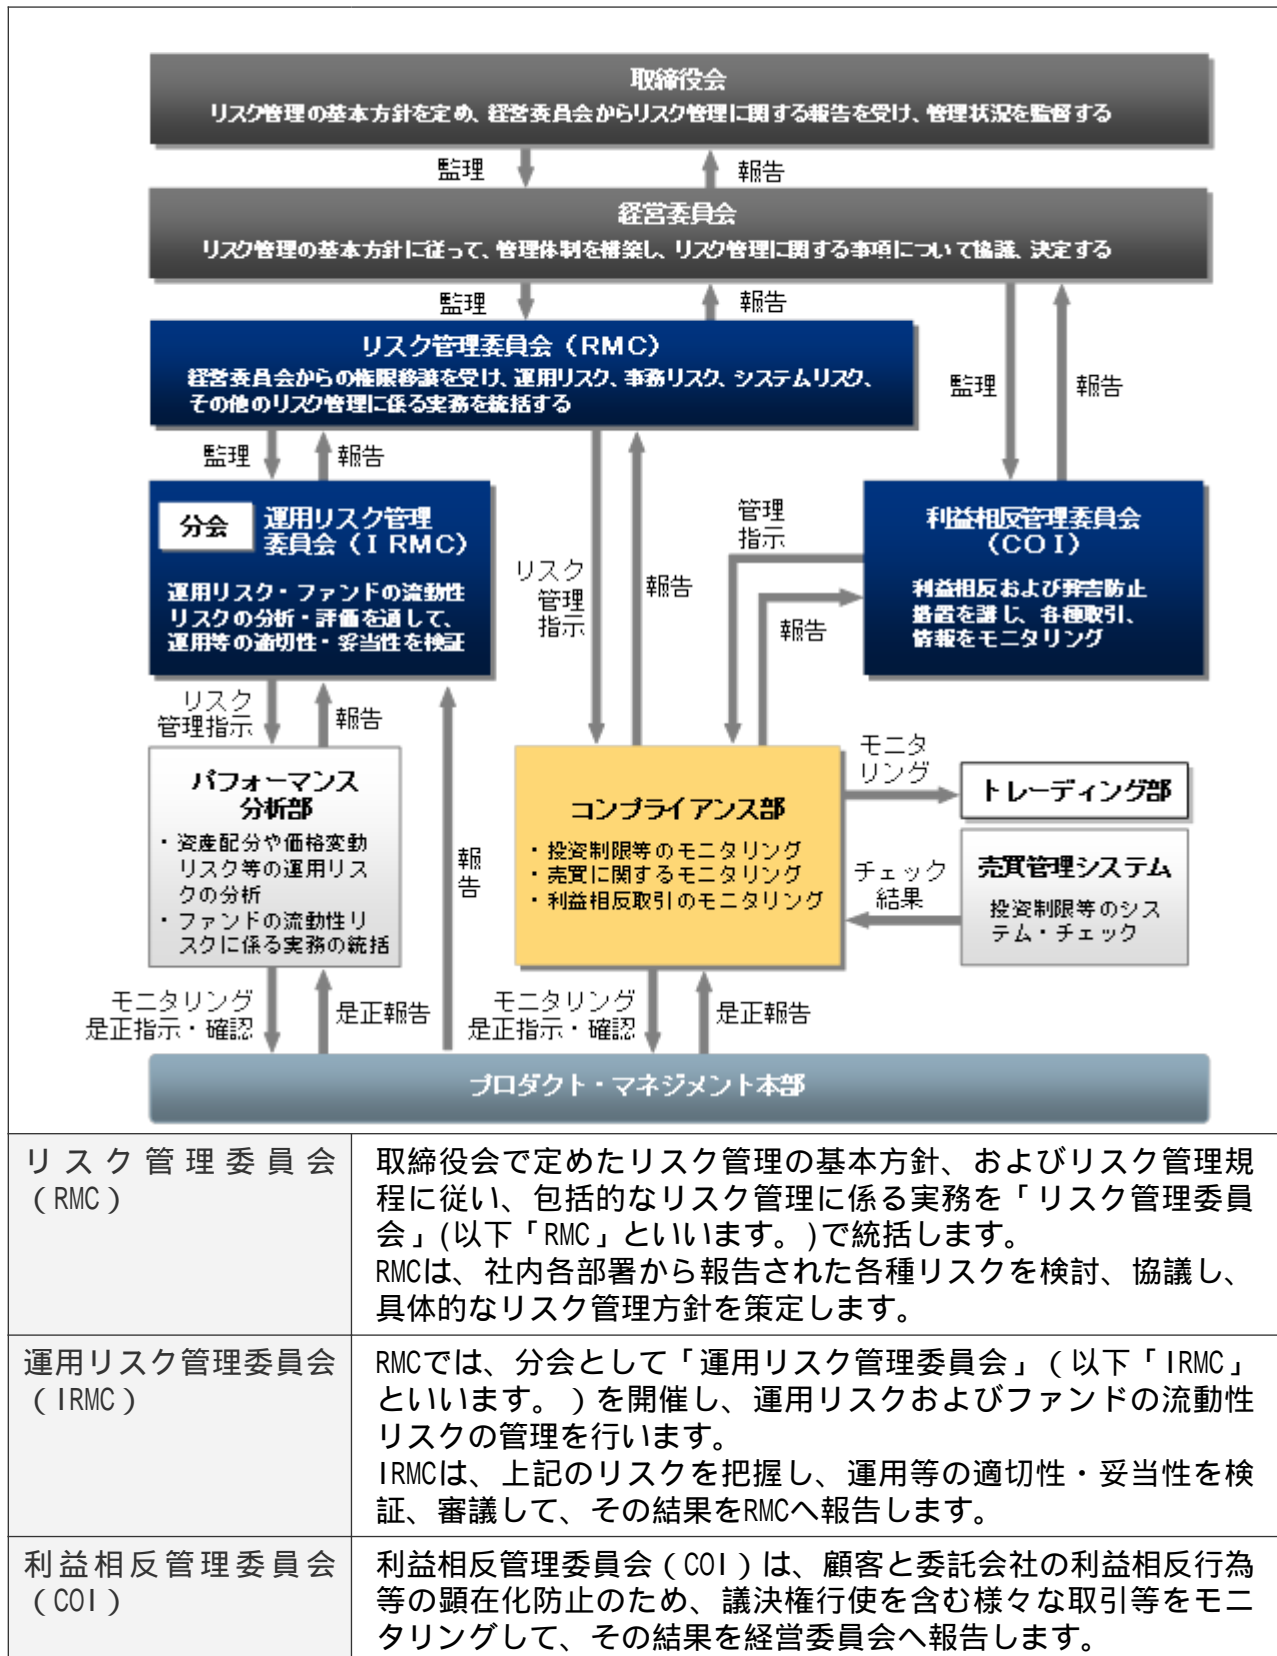 取締役会
リスク管理の基本方針を定め、経営委員会からリスク管理に関する報告を受け、管理状況を監督する
監理
報告
経営委員会
リスク管理の基本方針に従って、管理体制を構築し、リスク管理に関する事項について協議、決定する
監理
報告
リスク管理委員会（RMC）
経営委員会からの権限移譲を受け、運用リスク、事務リスク、システムリスク、
その他のリスク管理に係る実務を統括する
監理
報告
監理
報告
分会
運用リスク管理
委員会（IRMC）
運用リスク・ファンドの流動性
リスクの分析・評価を通して、
運用等の適切性・妥当性を検証
リスク
管理
指示
報告
管理
指示
報告
利益相反管理委員会
（COI）
利益相反および弊害防止
措置を講じ、各種取引、
情報をモニタリング
リスク
管理指示
報告
パフォーマンス
分析部
・資産配分や価格変動
リスク等の運用リス
クの分析
・ファンドの流動性リ
スクに係る実務の統括
報
告
コンプライアンス部
・投資制限等のモニタリング
・売買に関するモニタリング
・利益相反取引のモニタリング
モニタ
リング
トレーディング部
チェック
結果
売買管理システム
投資制限等のシス
テム・チェック
モニタリング
是正指示・確認
是正報告
モニタリング
是正指示・確認
是正報告
プロダクト・マネジメント本部
リスク管理委員会
（RMC）
取締役会で定めたリスク管理の基本方針、およびリスク管理規
程に従い、包括的なリスク管理に係る実務を「リスク管理委員
会」(以下「RMC」といいます。)で統括します。
RMCは、社内各部署から報告された各種リスクを検討、協議し、
具体的なリスク管理方針を策定します。
運用リスク管理委員会
（IRMC）
RMCでは、分会として「運用リスク管理委員会」（以下「IRMC」
といいます。）を開催し、運用リスクおよびファンドの流動性
リスクの管理を行います。
IRMCは、上記のリスクを把握し、運用等の適切性・妥当性を検
証、審議して、その結果をRMCへ報告します。
利益相反管理委員会
（COI）
利益相反管理委員会（COI）は、顧客と委託会社の利益相反行為
等の顕在化防止のため、議決権行使を含む様々な取引等をモニ
タリングして、その結果を経営委員会へ報告します。